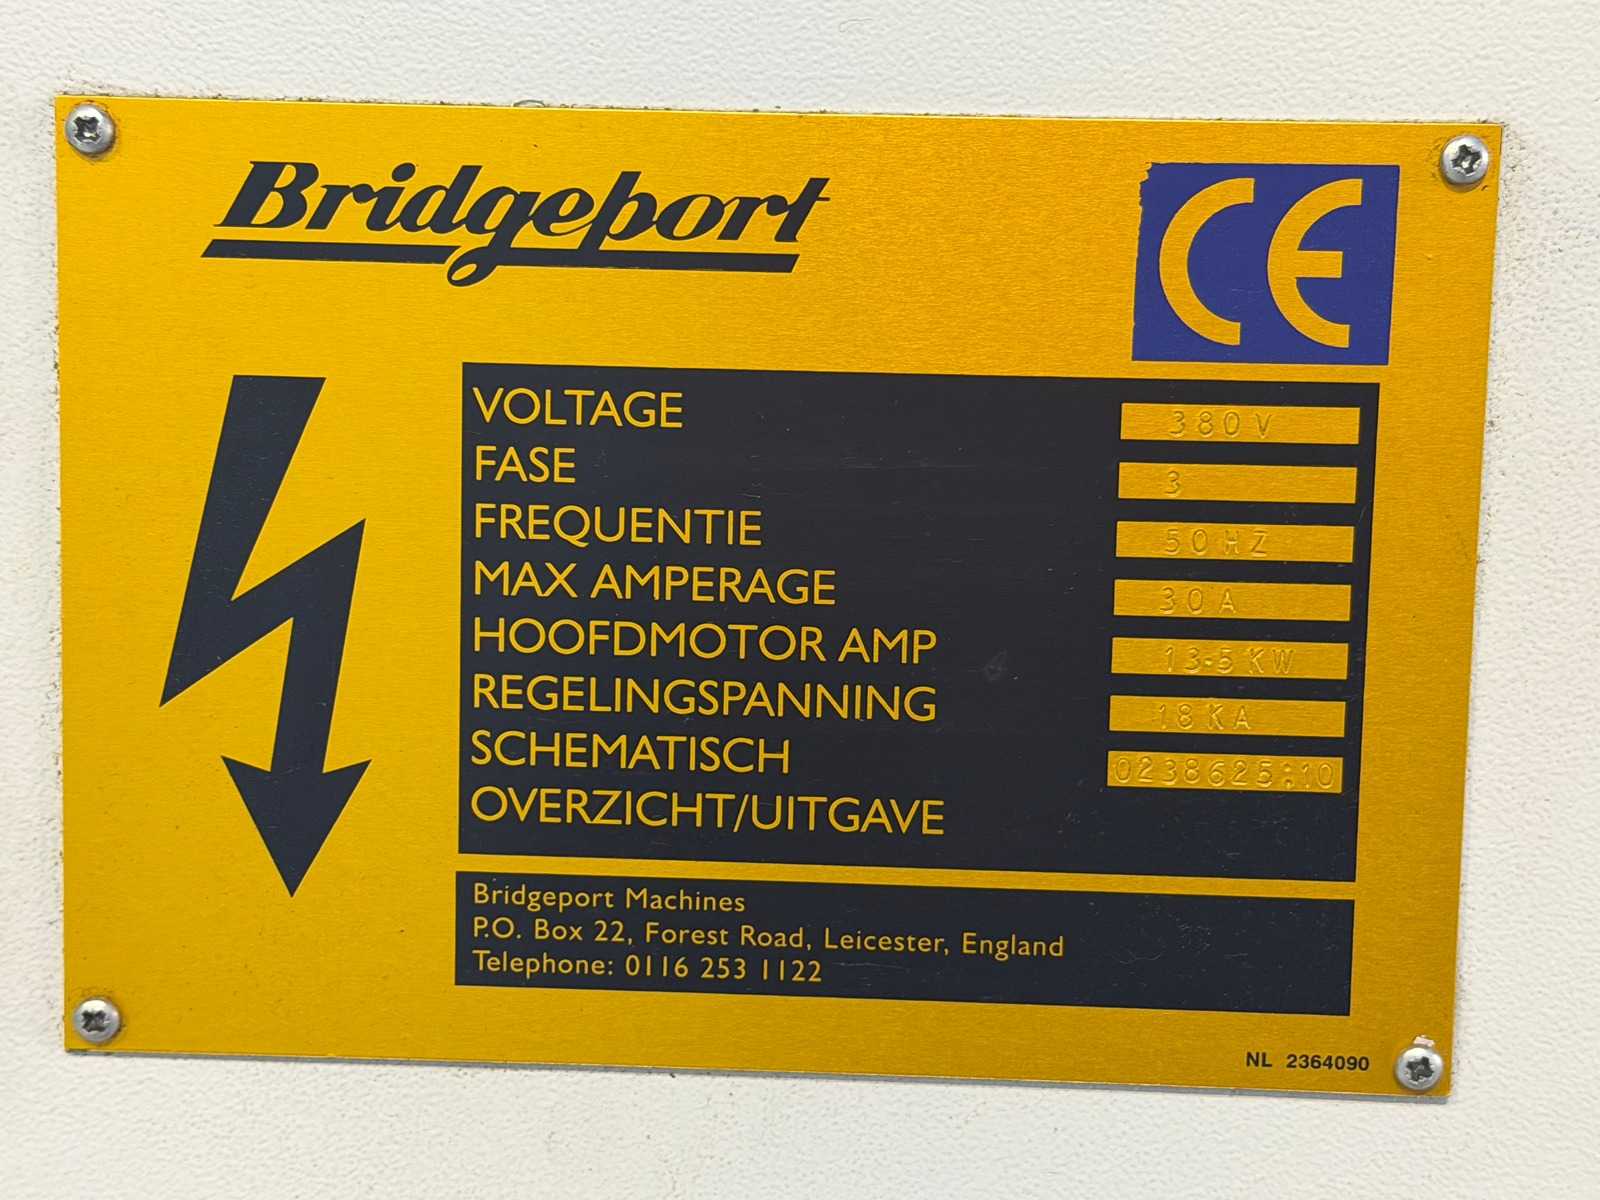 Bridgeport
CE
VOLTAGE 380V
FASE 3
FREQUENTIE 50HZ
MAX AMPERAGE 30A
HOOFDMOTOR AMP 13.5KW
REGELINGSPANNING 18KA
SCHEMATISCH 0238625:10
OVERZICHT/UITGAVE
Bridgeport Machines
P.O. Box 22, Forest Road, Leicester, England
Telephone: 0116 253 1122
NL 2364090